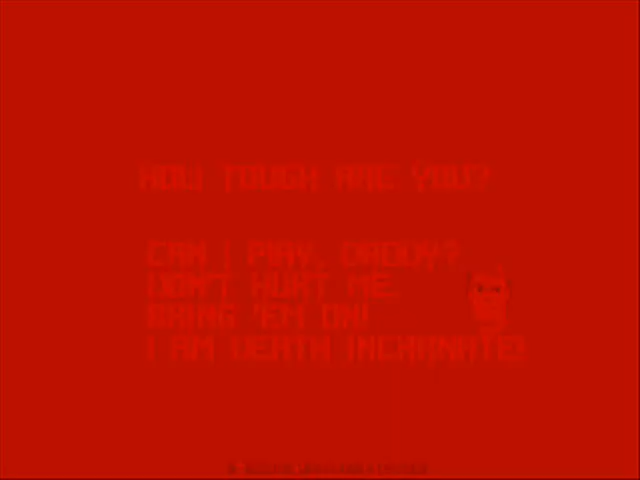 HOW TOUGH ARE YOU?
CAN I PLAY, DADDY?
DON'T HURT ME.
BRING 'EM ON!
I AM DEATH INCARNATE!